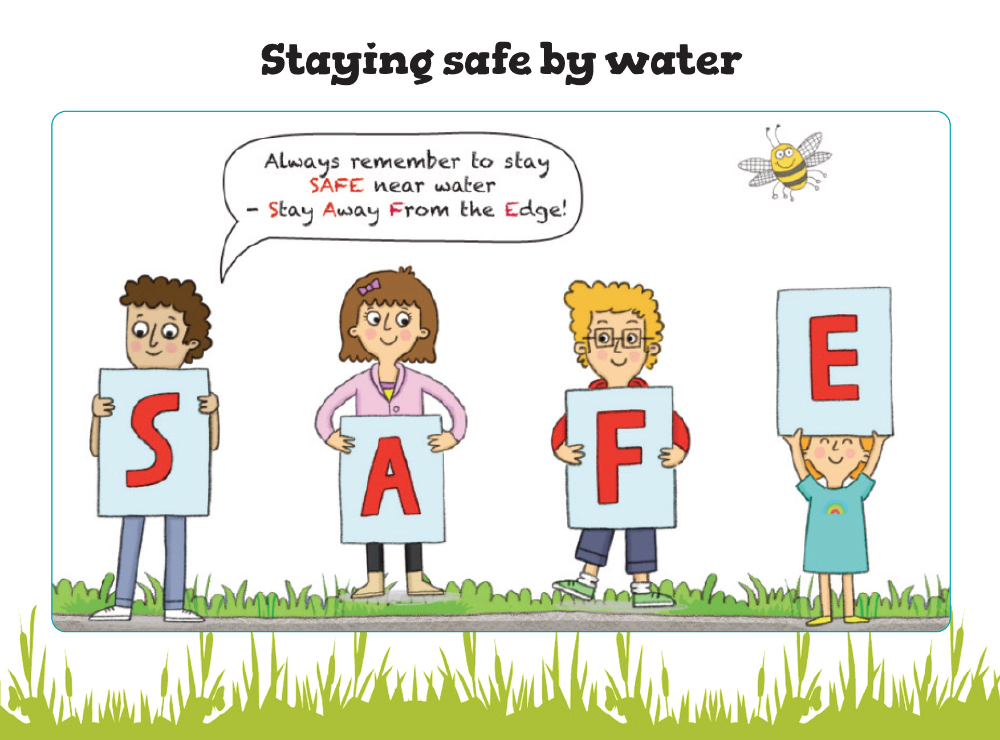 Staying safe by water
Always remember to stay
SAFE near water
- Stay Away From the Edge!
S A F E